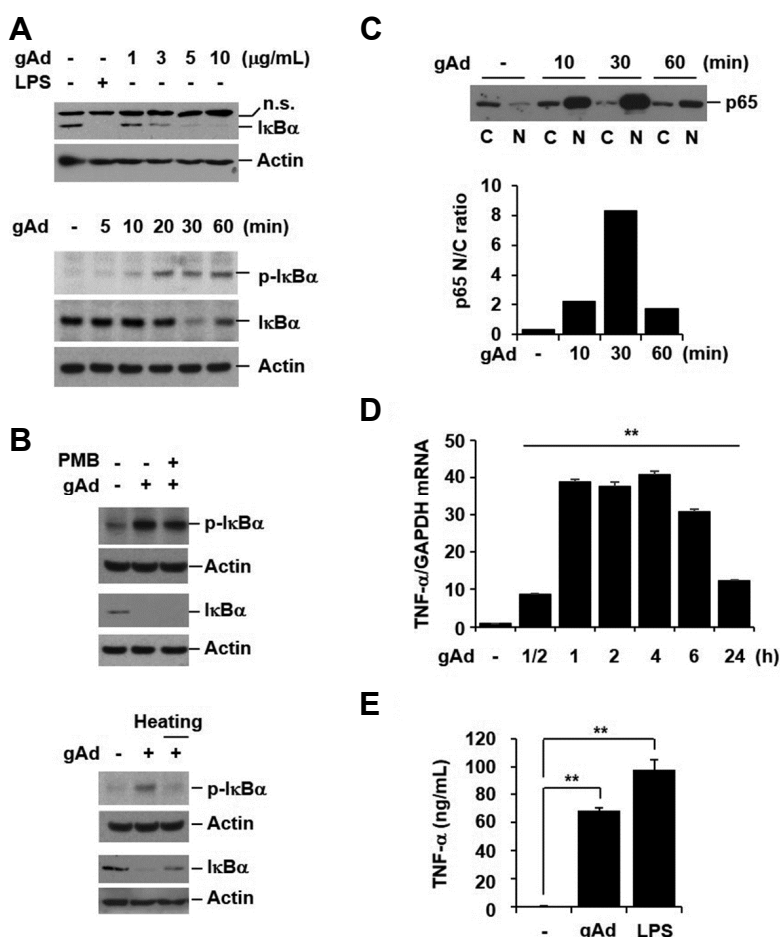 A
gAd - - 1 3 5 10 (µg/mL)
LPS - + - - - -
n.s.
IκBα
Actin
gAd - 5 10 20 30 60 (min)
p-IκBα
IκBα
Actin
B
PMB - - +
gAd - + +
p-IκBα
Actin
IκBα
Actin
Heating
gAd - + +
p-IκBα
Actin
IκBα
Actin
C
gAd - 10 30 60 (min)
p65
C N C N C N C N
p65 N/C ratio
10
8
6
4
2
0
gAd - 10 30 60 (min)
D
TNF-α/GAPDH mRNA
**
50
40
30
20
10
0
gAd - 1/2 1 2 4 6 24 (h)
E
TNF-α (ng/mL)
**
**
120
100
80
60
40
20
0
- gAd LPS